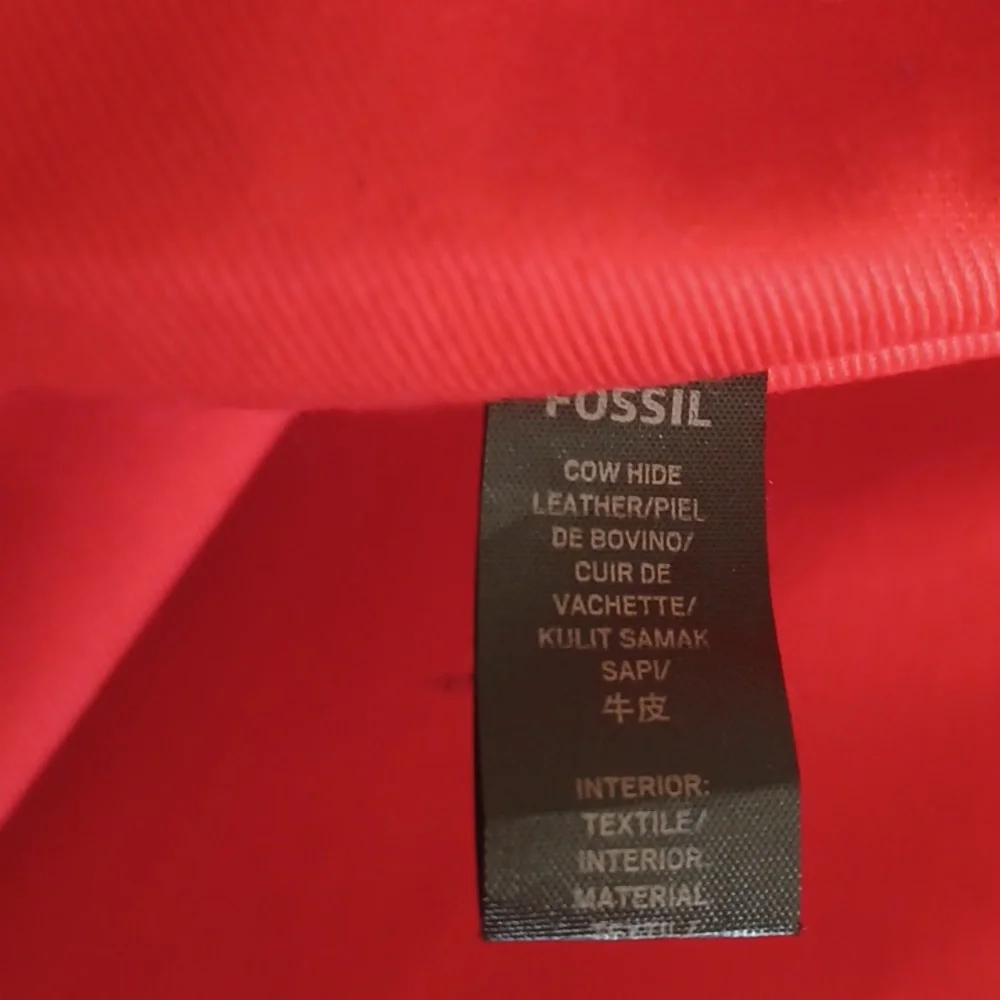 FOSSIL
COW HIDE
LEATHER/PIEL
DE BOVINO/
CUIR DE
VACHETTE/
KULIT SAMAK
SAPI/
牛皮
INTERIOR:
TEXTILE/
INTERIOR
MATERIAL